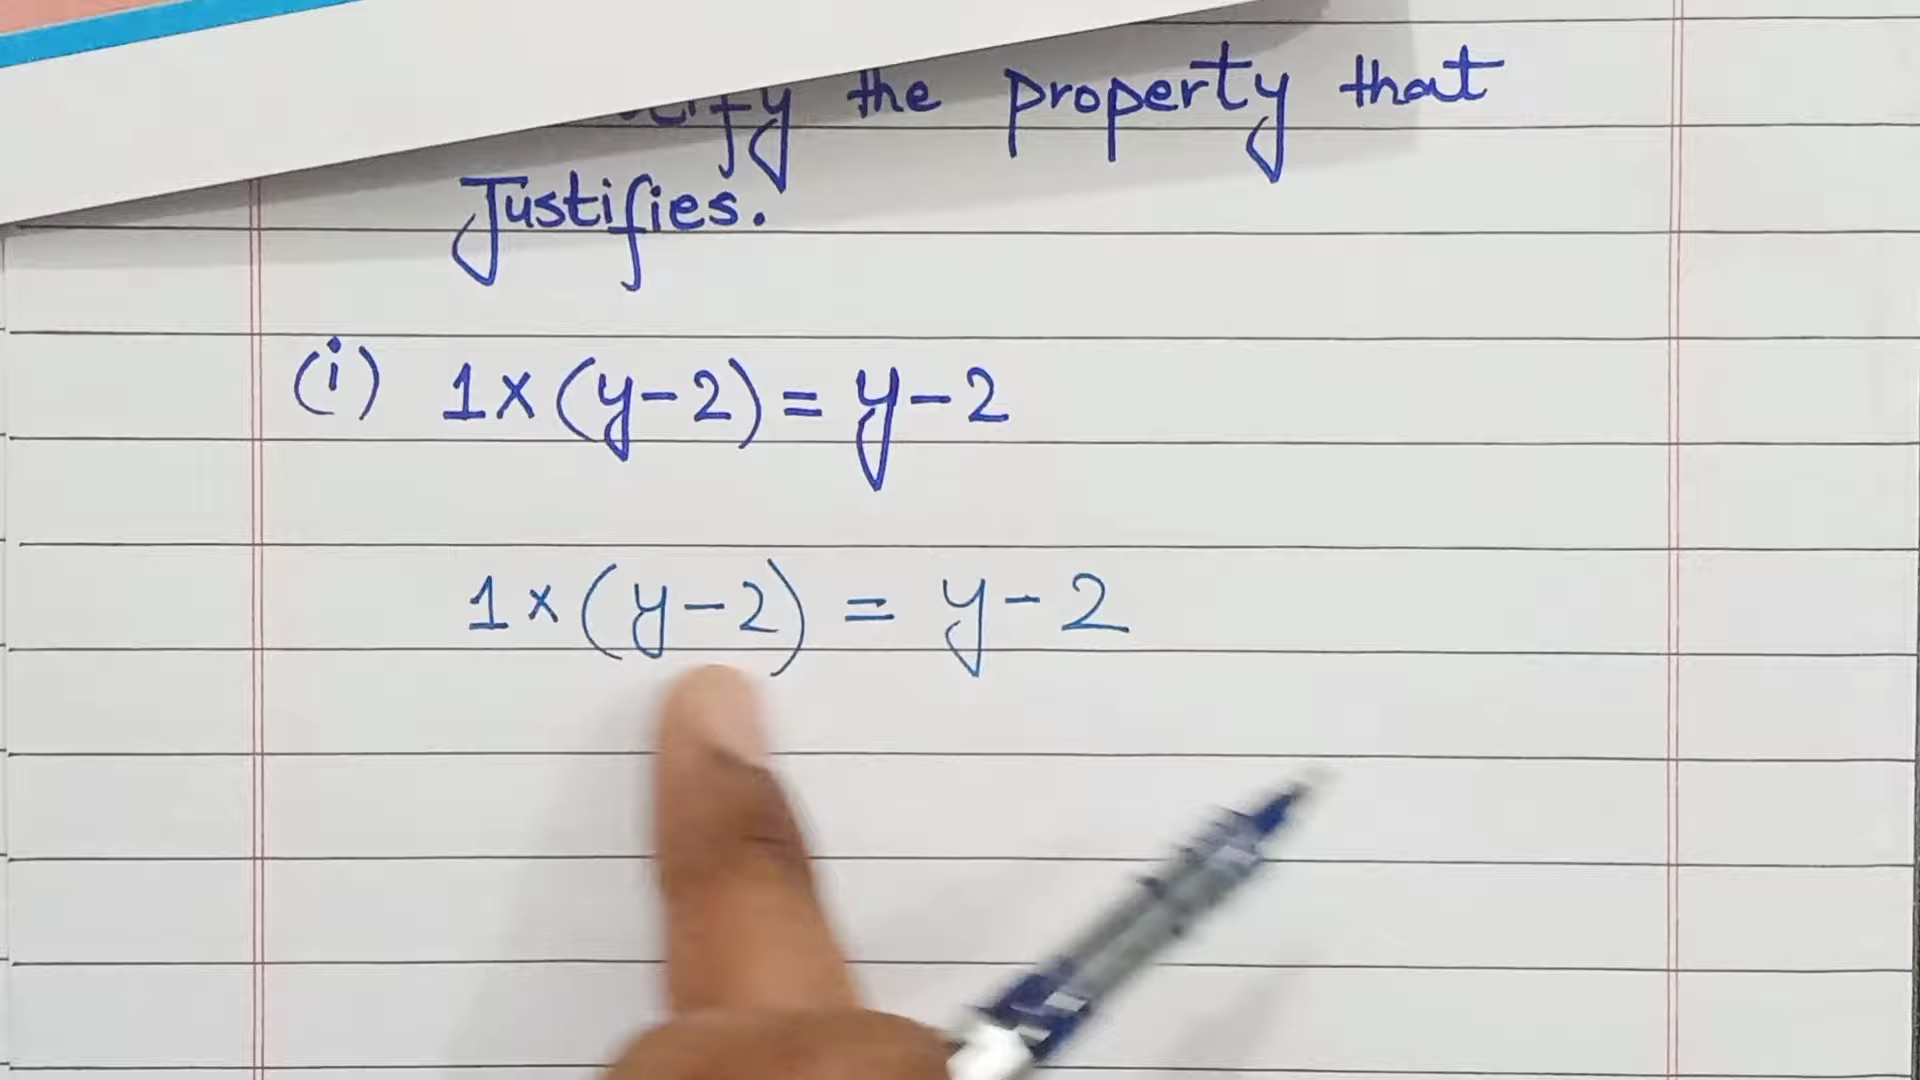 the property that
Justifies.
(i) 1×(y-2)= y-2
1×(y-2) = y-2